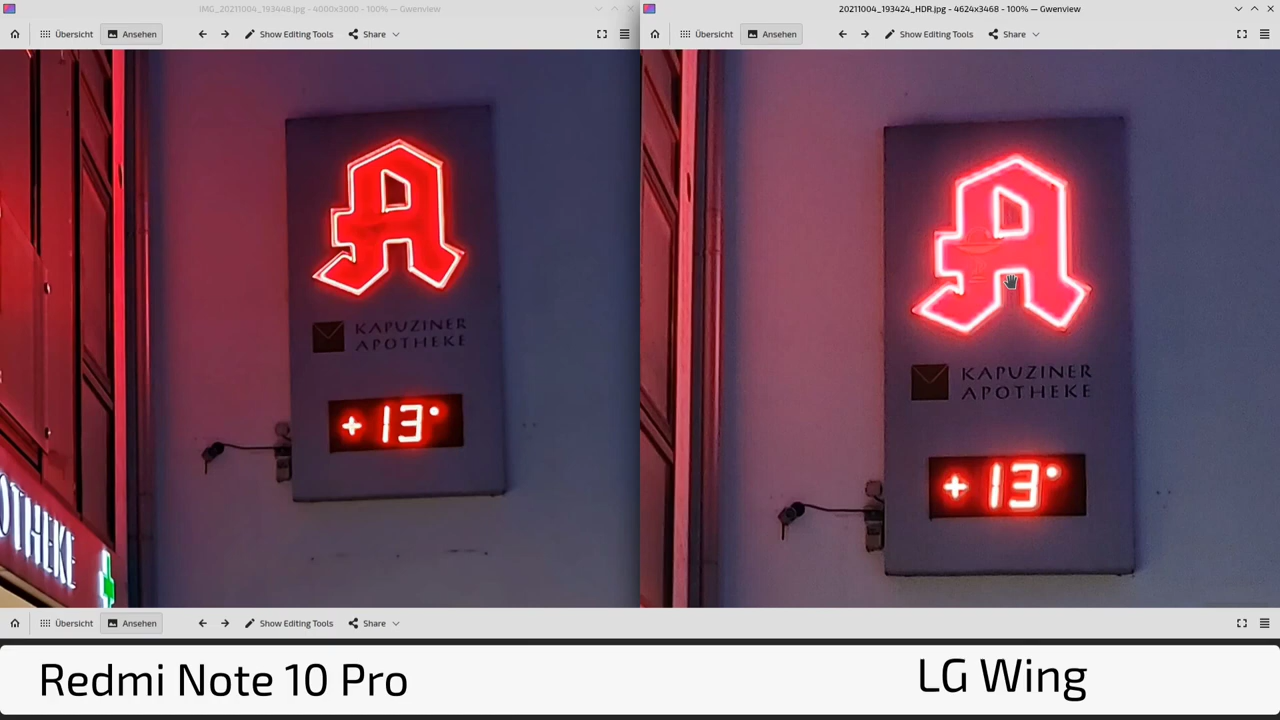 IMG_20211004_193448.jpg - 4000x3000 - 100% — Gwenview
Übersicht
Ansehen
Show Editing Tools
Share
KAPUZINER
APOTHEKE
+ 13°
OTHEKE
Übersicht
Ansehen
Show Editing Tools
Share
Redmi Note 10 Pro
20211004_193424_HDR.jpg - 4624x3468 - 100% — Gwenview
Übersicht
Ansehen
Show Editing Tools
Share
KAPUZINER
APOTHEKE
+ 13°
LG Wing